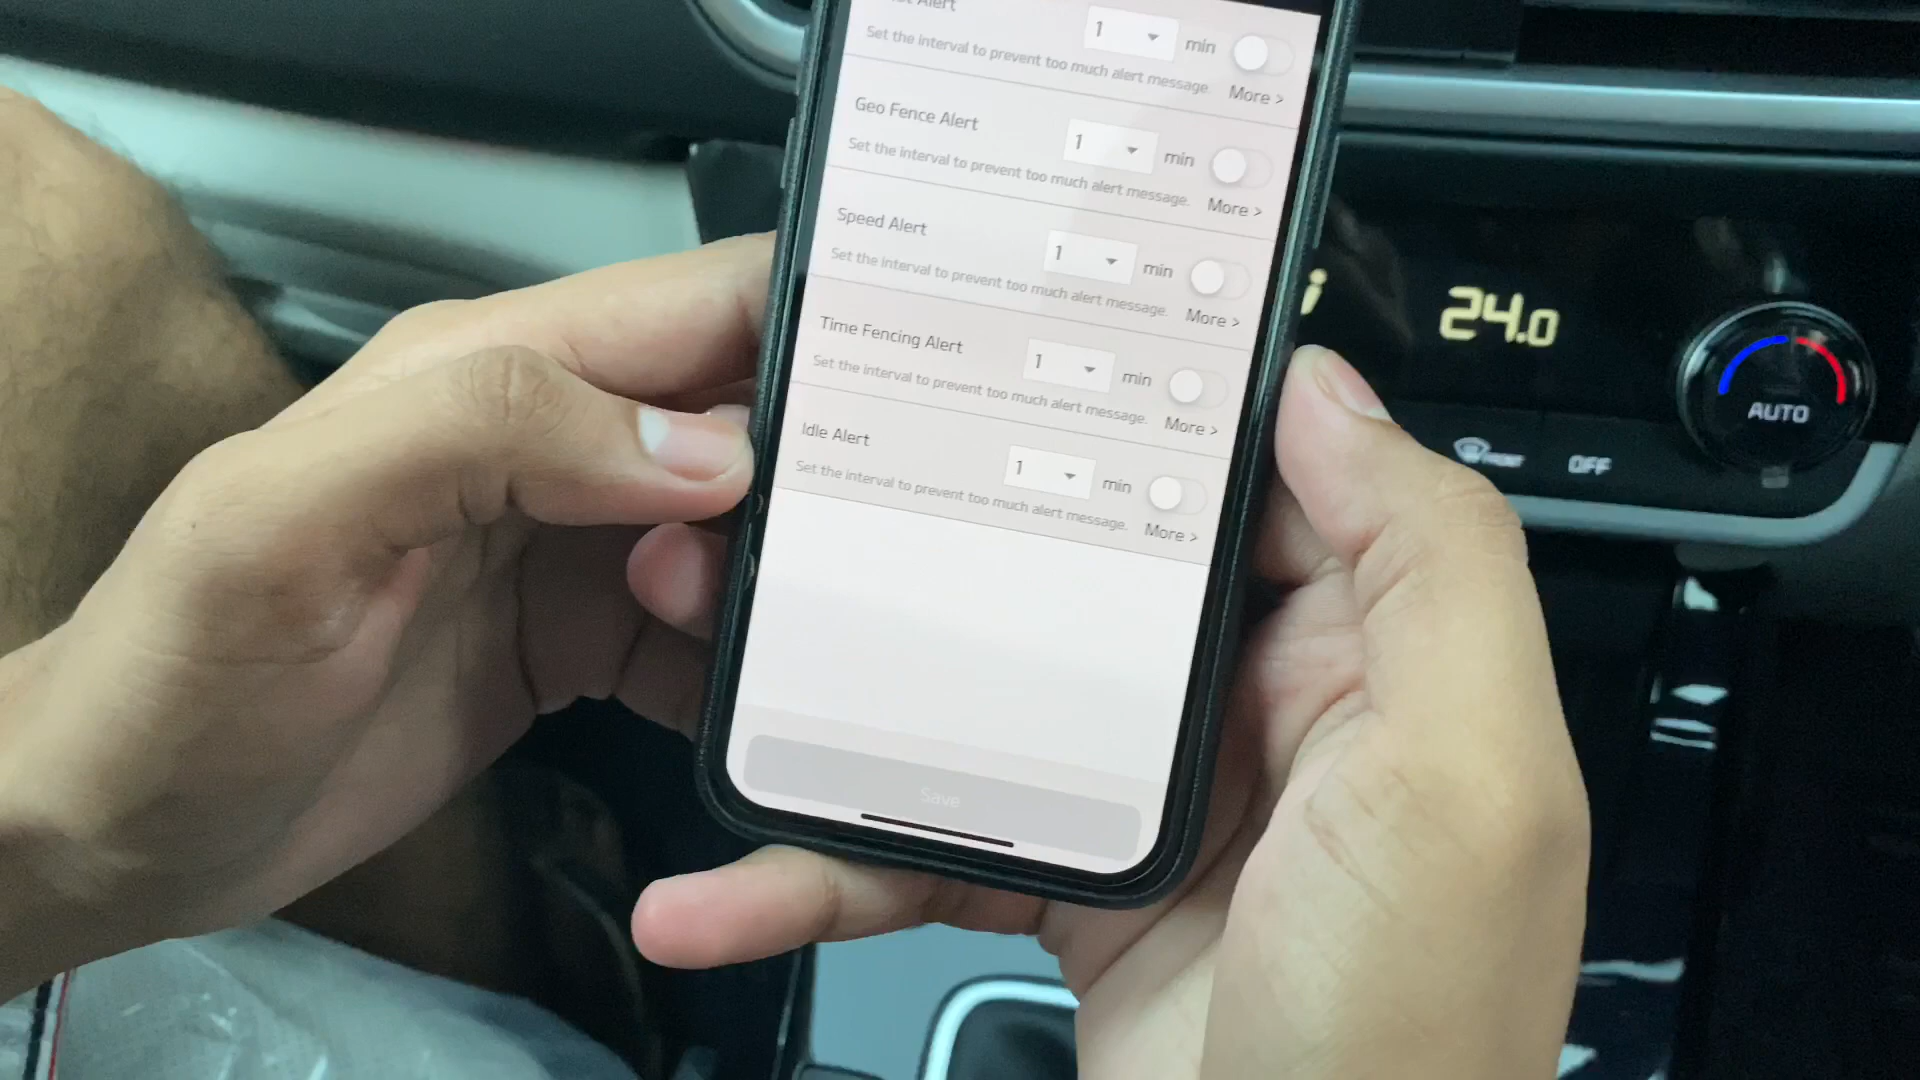 Alert
1 min
Set the interval to prevent too much alert message.
More >
Geo Fence Alert
1 min
Set the interval to prevent too much alert message.
More >
Speed Alert
1 min
Set the interval to prevent too much alert message.
More >
Time Fencing Alert
1 min
Set the interval to prevent too much alert message.
More >
Idle Alert
1 min
Set the interval to prevent too much alert message.
More >
Save
24.0
AUTO
FRONT
OFF